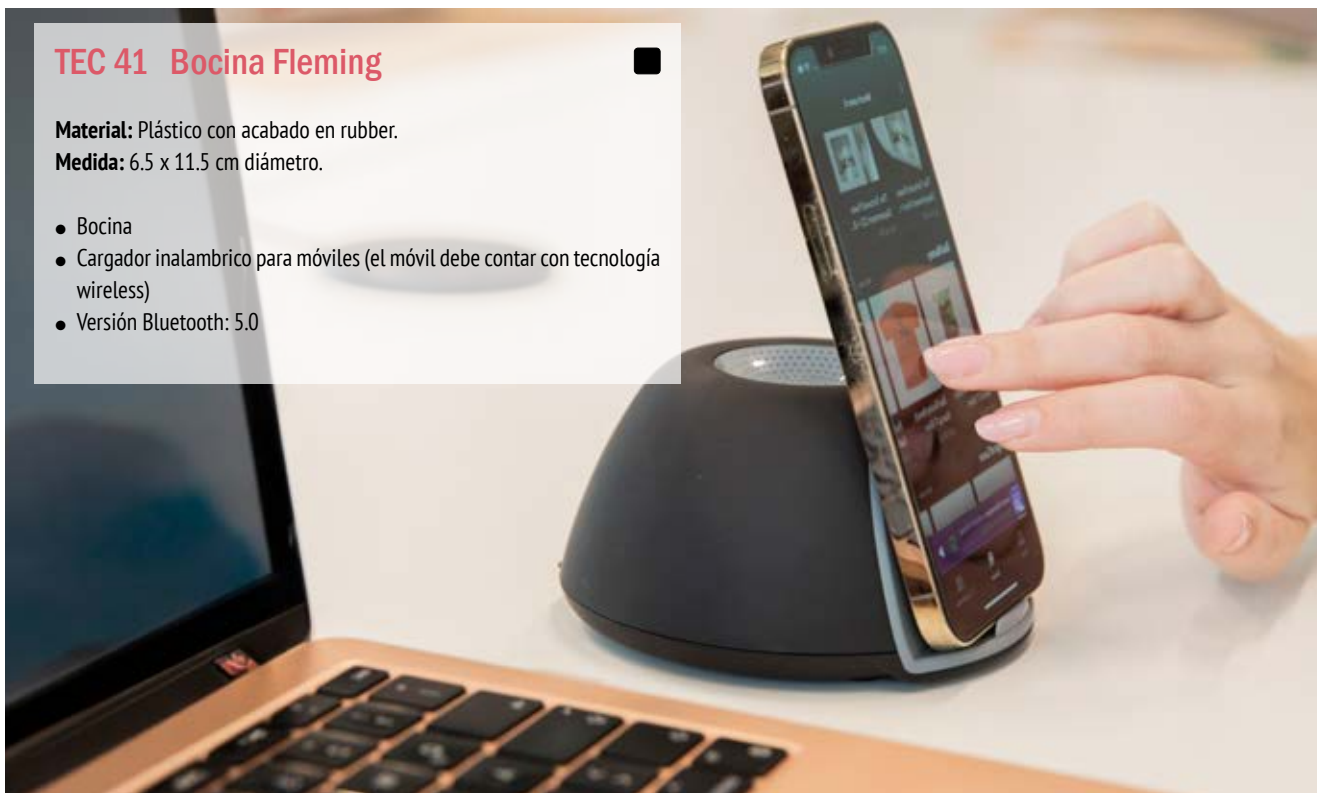 TEC 41 Bocina Fleming
Material: Plástico con acabado en rubber.
Medida: 6.5 x 11.5 cm diámetro.
● Bocina
● Cargador inalambrico para móviles (el móvil debe contar con tecnología
wireless)
● Versión Bluetooth: 5.0